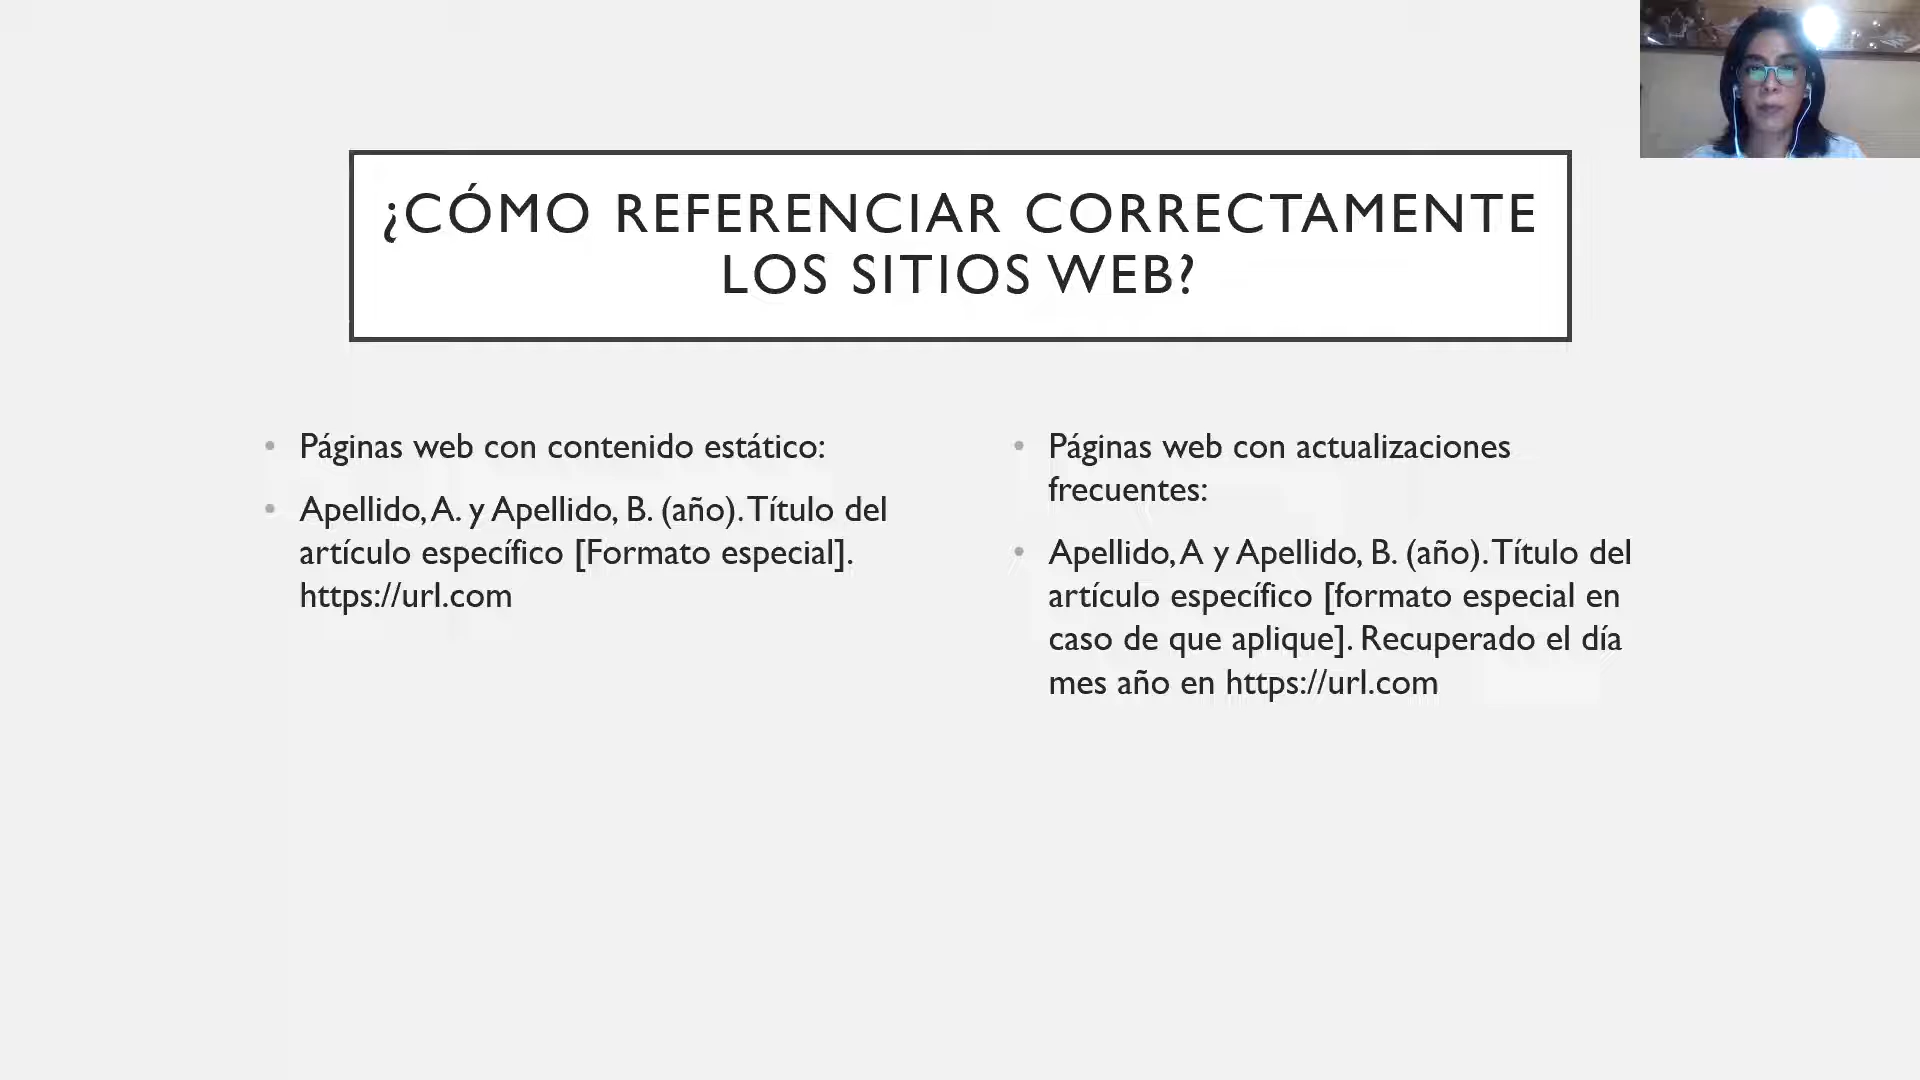 ¿CÓMO REFERENCIAR CORRECTAMENTE
LOS SITIOS WEB?
Páginas web con contenido estático:
Apellido, A. y Apellido, B. (año). Título del
artículo específico [Formato especial].
https://url.com
Páginas web con actualizaciones
frecuentes:
Apellido, A y Apellido, B. (año). Título del
artículo específico [formato especial en
caso de que aplique]. Recuperado el día
mes año en https://url.com